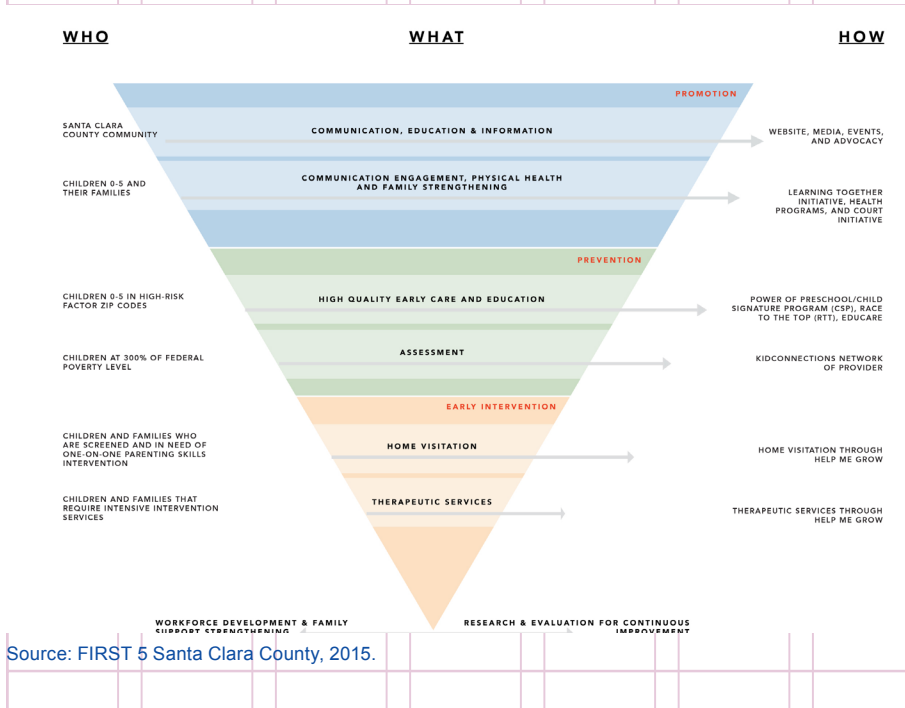 WHO
WHAT
HOW
PROMOTION
SANTA CLARA
COUNTY COMMUNITY
COMMUNICATION, EDUCATION & INFORMATION
WEBSITE, MEDIA, EVENTS,
AND ADVOCACY
CHILDREN 0-5 AND
THEIR FAMILIES
COMMUNICATION ENGAGEMENT, PHYSICAL HEALTH
AND FAMILY STRENGTHENING
LEARNING TOGETHER
INITIATIVE, HEALTH
PROGRAMS, AND COURT
INITIATIVE
PREVENTION
CHILDREN 0-5 IN HIGH-RISK
FACTOR ZIP CODES
HIGH QUALITY EARLY CARE AND EDUCATION
POWER OF PRESCHOOL/CHILD
SIGNATURE PROGRAM (CSP), RACE
TO THE TOP (RTT), EDUCARE
CHILDREN AT 300% OF FEDERAL
POVERTY LEVEL
ASSESSMENT
KIDCONNECTIONS NETWORK
OF PROVIDER
EARLY INTERVENTION
CHILDREN AND FAMILIES WHO
ARE SCREENED AND IN NEED OF
ONE-ON-ONE PARENTING SKILLS
INTERVENTION
HOME VISITATION
HOME VISITATION THROUGH
HELP ME GROW
CHILDREN AND FAMILIES THAT
REQUIRE INTENSIVE INTERVENTION
SERVICES
THERAPEUTIC SERVICES
THERAPEUTIC SERVICES THROUGH
HELP ME GROW
WORKFORCE DEVELOPMENT & FAMILY
SUPPORT STRENGTHENING
RESEARCH & EVALUATION FOR CONTINUOUS
IMPROVEMENT
Source: FIRST 5 Santa Clara County, 2015.